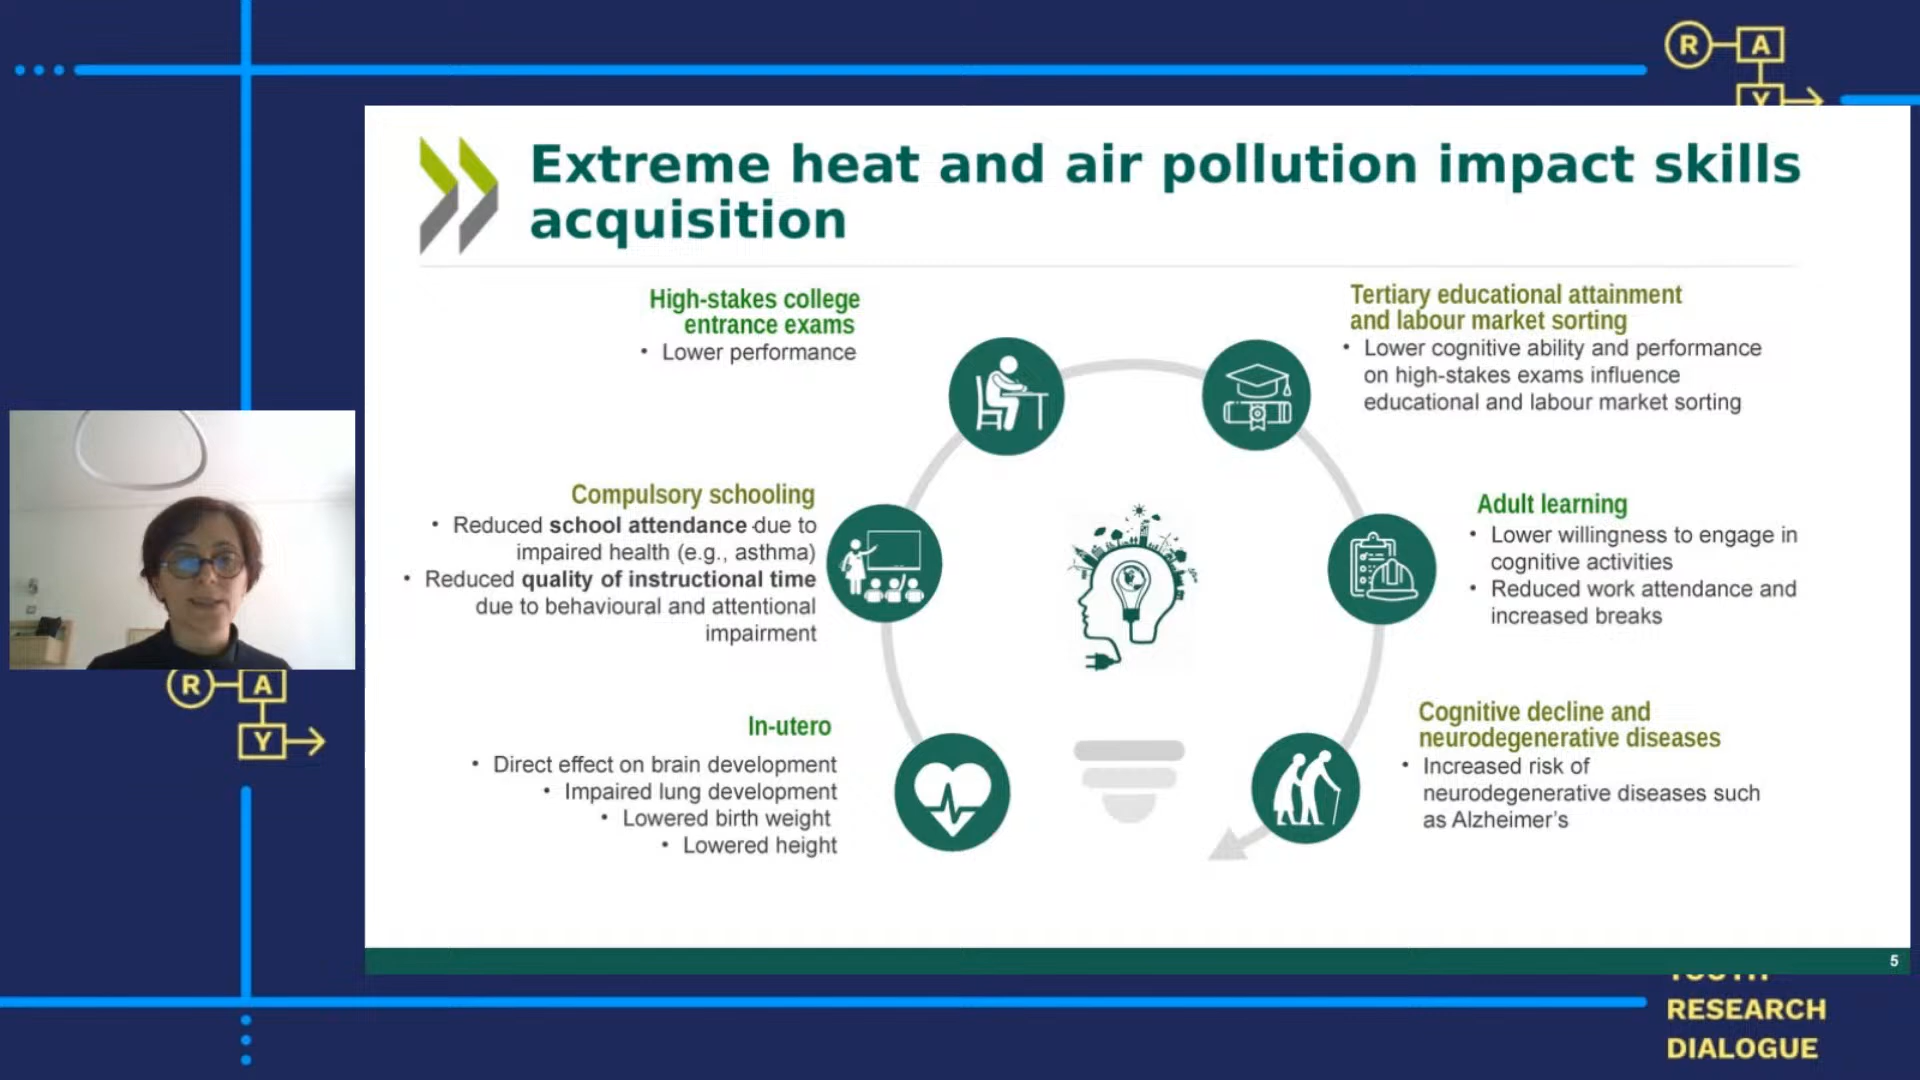 R A
Y
Extreme heat and air pollution impact skills
acquisition
High-stakes college
entrance exams
• Lower performance
Tertiary educational attainment
and labour market sorting
• Lower cognitive ability and performance
on high-stakes exams influence
educational and labour market sorting
Compulsory schooling
• Reduced school attendance due to
impaired health (e.g., asthma)
• Reduced quality of instructional time
due to behavioural and attentional
impairment
Adult learning
• Lower willingness to engage in
cognitive activities
• Reduced work attendance and
increased breaks
In-utero
• Direct effect on brain development
• Impaired lung development
• Lowered birth weight
• Lowered height
Cognitive decline and
neurodegenerative diseases
• Increased risk of
neurodegenerative diseases such
as Alzheimer's
R A
Y
5
YOUTH
RESEARCH
DIALOGUE